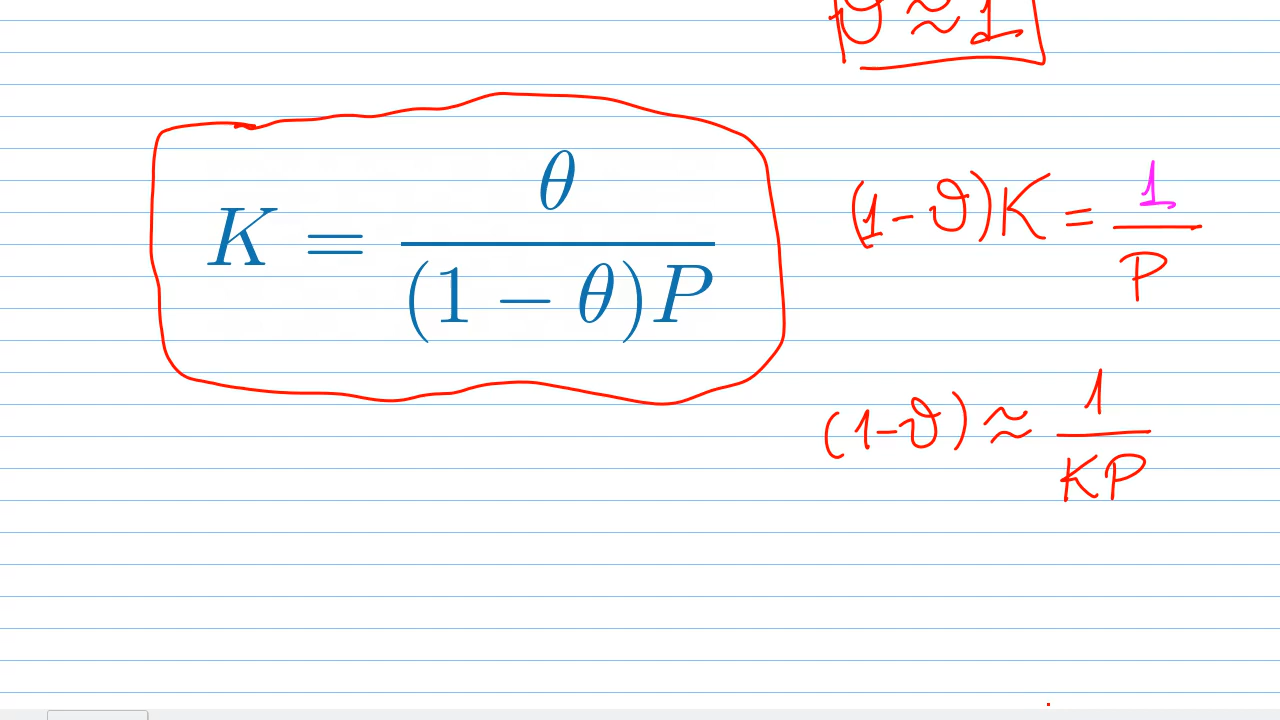 ϑ ≈ 1
K = θ / (1 − θ)P
(1 - ϑ)K = 1 / P
(1 - ϑ) ≈ 1 / KP